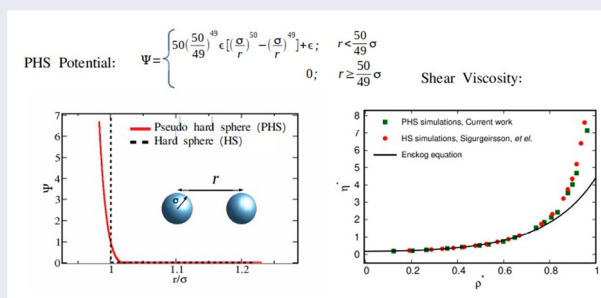 PHS Potential: Ψ={ 50(50/49)^49 ϵ[(σ/r)^50−(σ/r)^49]+ϵ; r<50/49 σ
0; r≥50/49 σ
Shear Viscosity:
7
6
5
4
3
2
1
0
Ψ
Pseudo hard sphere (PHS)
Hard sphere (HS)
r
σ
1 1.1 1.2
r/σ
8
7
6
5
4
3
2
1
0
η*
PHS simulations, Current work
HS simulations, Sigurgeirsson, et el.
Enskog equation
0 0.2 0.4 0.6 0.8 1
ρ*